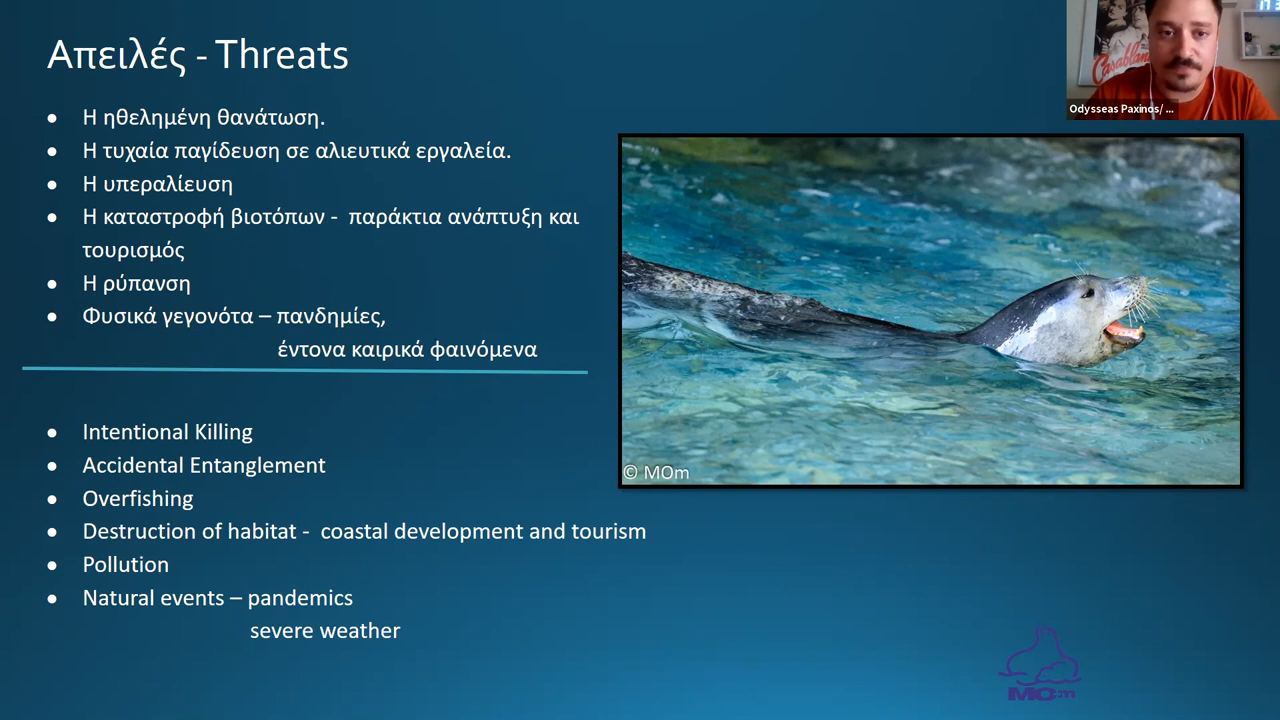 Απειλές - Threats
• Η ηθελημένη θανάτωση.
• Η τυχαία παγίδευση σε αλιευτικά εργαλεία.
• Η υπεραλίευση
• Η καταστροφή βιοτόπων - παράκτια ανάπτυξη και
τουρισμός
• Η ρύπανση
• Φυσικά γεγονότα – πανδημίες,
έντονα καιρικά φαινόμενα
• Intentional Killing
• Accidental Entanglement
• Overfishing
• Destruction of habitat - coastal development and tourism
• Pollution
• Natural events – pandemics
severe weather
© MOm
Casablanca
Odysseas Paxinos/ ...
MOm